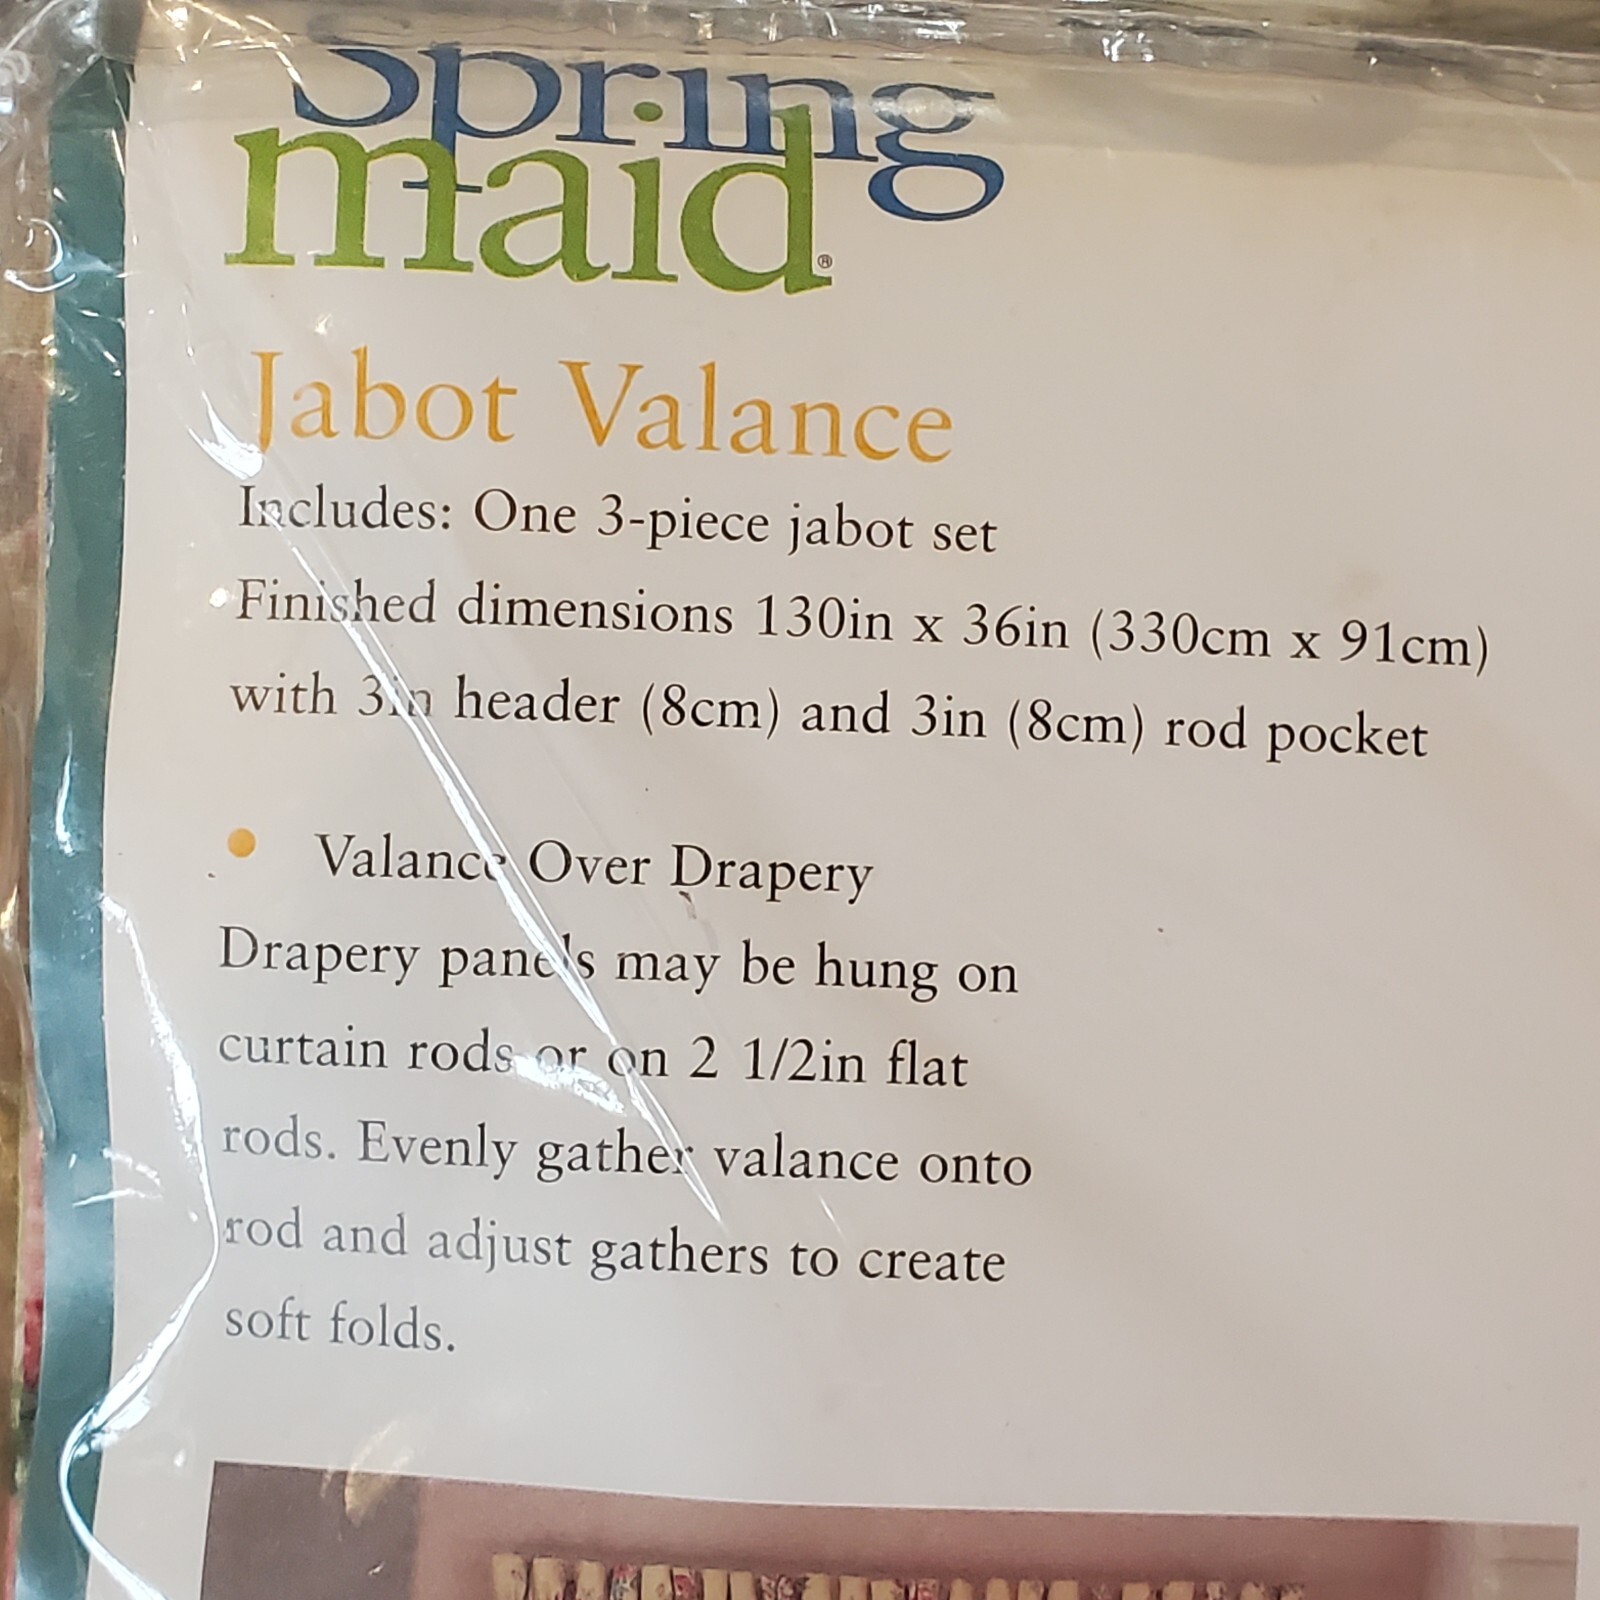 spring
maid®
Jabot Valance
Includes: One 3-piece jabot set
Finished dimensions 130in x 36in (330cm x 91cm)
with 3in header (8cm) and 3in (8cm) rod pocket
• Valance Over Drapery
Drapery panels may be hung on
curtain rods or on 2 1/2in flat
rods. Evenly gather valance onto
rod and adjust gathers to create
soft folds.